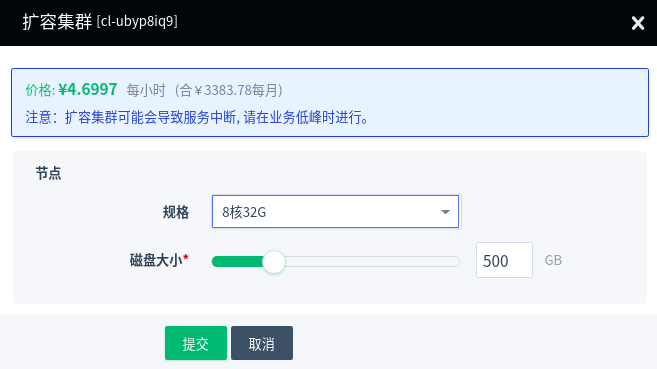 扩容集群 [cl-ubyp8iq9]
价格: ¥4.6997 每小时 (合￥3383.78每月)
注意：扩容集群可能会导致服务中断, 请在业务低峰时进行。
节点
规格 8核32G
磁盘大小* 500 GB
提交 取消